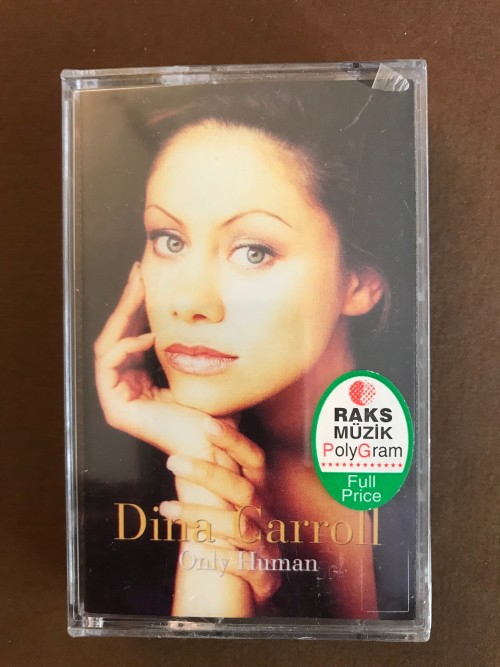 RAKS
MÜZİK
PolyGram
Full
Price
Dina Carroll
Only Human